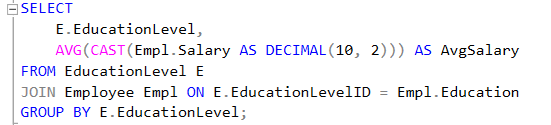 SELECT
E.EducationLevel,
AVG(CAST(Empl.Salary AS DECIMAL(10, 2))) AS AvgSalary
FROM EducationLevel E
JOIN Employee Empl ON E.EducationLevelID = Empl.Education
GROUP BY E.EducationLevel;